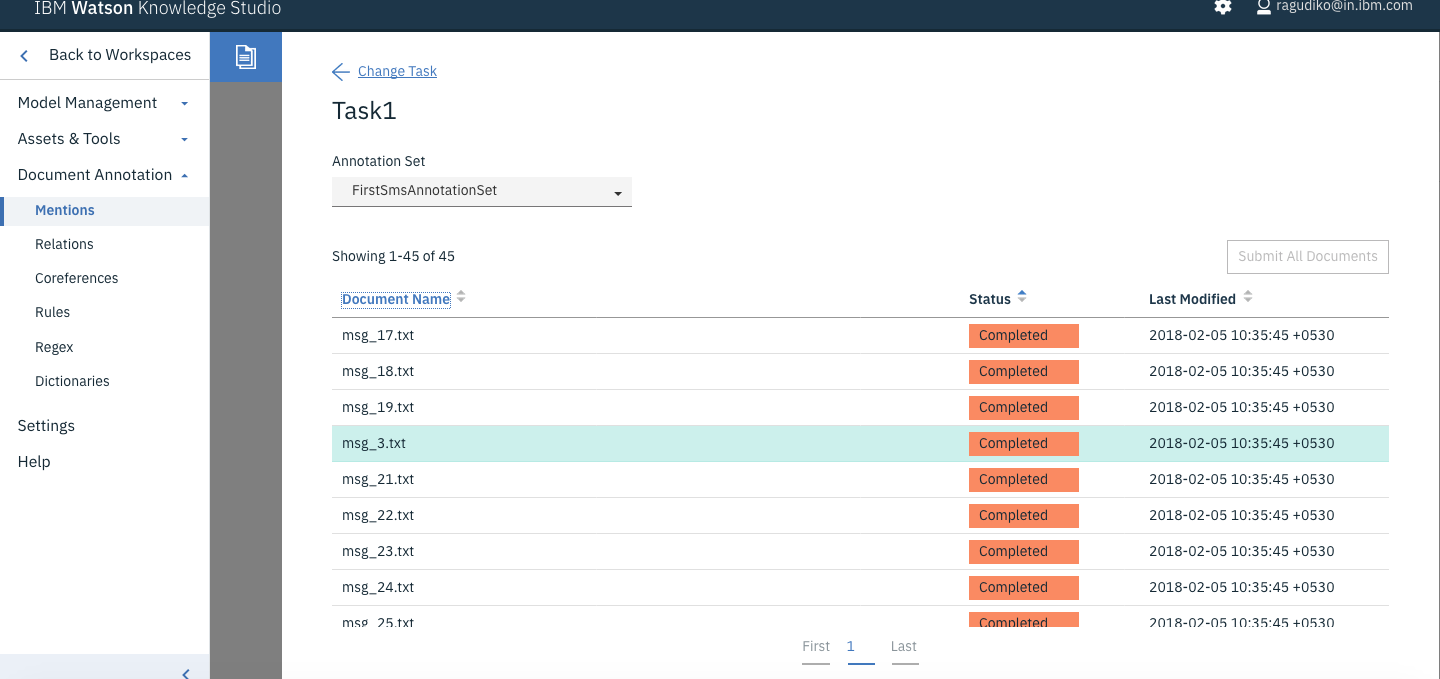 IBM Watson Knowledge Studio
ragudiko@in.ibm.com
Back to Workspaces
Model Management
Assets & Tools
Document Annotation
Mentions
Relations
Coreferences
Rules
Regex
Dictionaries
Settings
Help
Change Task
Task1
Annotation Set
FirstSmsAnnotationSet
Showing 1-45 of 45
Submit All Documents
Document Name Status Last Modified
msg_17.txt Completed 2018-02-05 10:35:45 +0530
msg_18.txt Completed 2018-02-05 10:35:45 +0530
msg_19.txt Completed 2018-02-05 10:35:45 +0530
msg_3.txt Completed 2018-02-05 10:35:45 +0530
msg_21.txt Completed 2018-02-05 10:35:45 +0530
msg_22.txt Completed 2018-02-05 10:35:45 +0530
msg_23.txt Completed 2018-02-05 10:35:45 +0530
msg_24.txt Completed 2018-02-05 10:35:45 +0530
msg_25.txt Completed 2018-02-05 10:35:45 +0530
First 1 Last